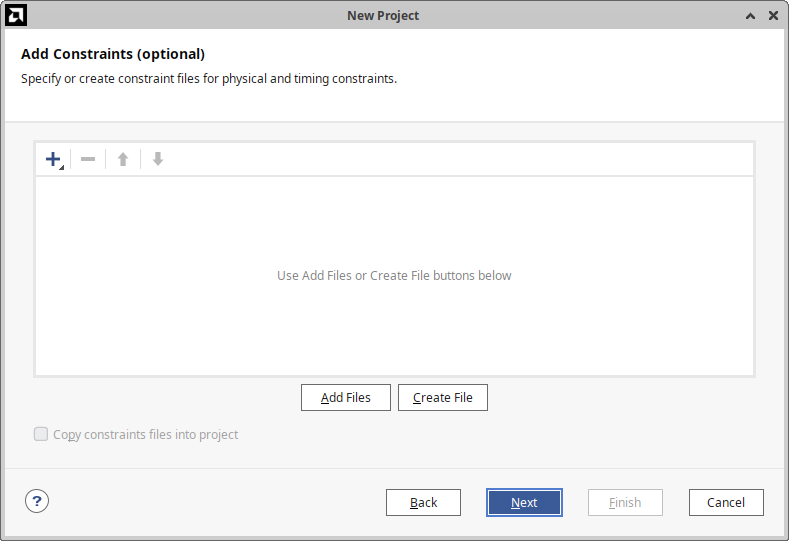 New Project
Add Constraints (optional)
Specify or create constraint files for physical and timing constraints.
Use Add Files or Create File buttons below
Add Files
Create File
Copy constraints files into project
?
Back
Next
Finish
Cancel